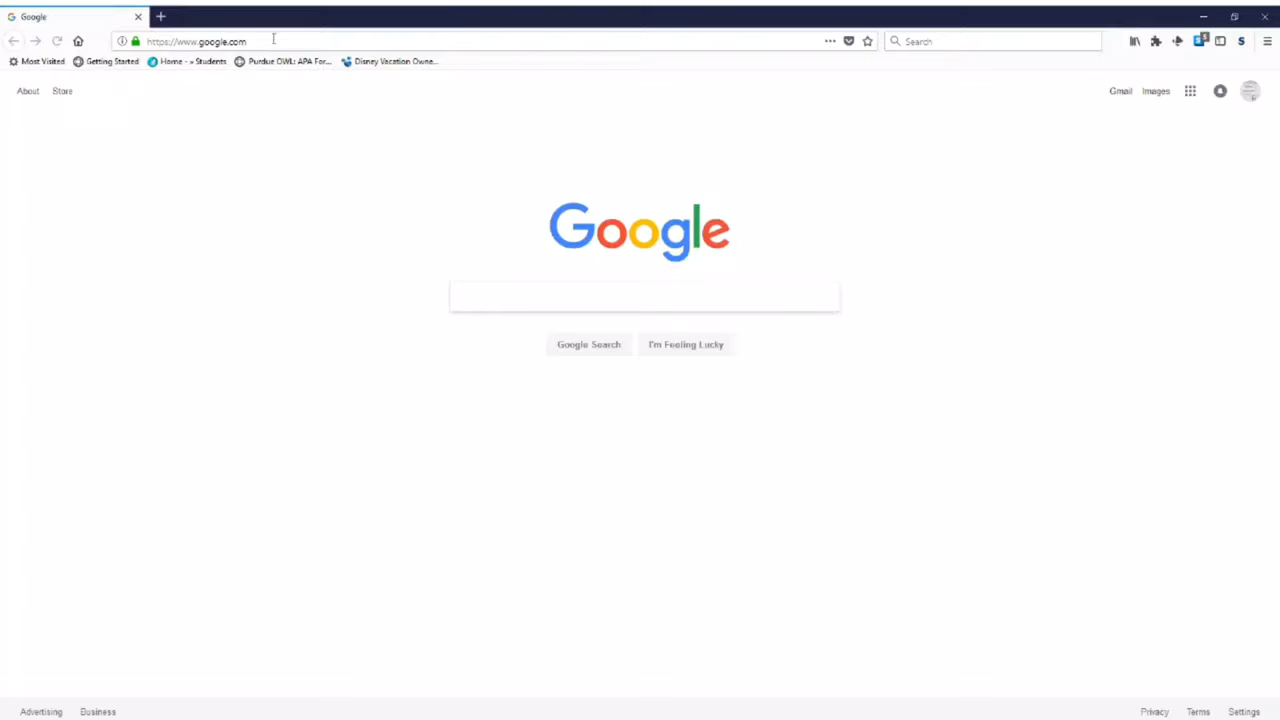 Google
https://www.google.com
Search
Most Visited Getting Started Home - » Students Purdue OWL: APA For... Disney Vacation Owne...
About Store Gmail Images
Google
Google Search I'm Feeling Lucky
Advertising Business Privacy Terms Settings